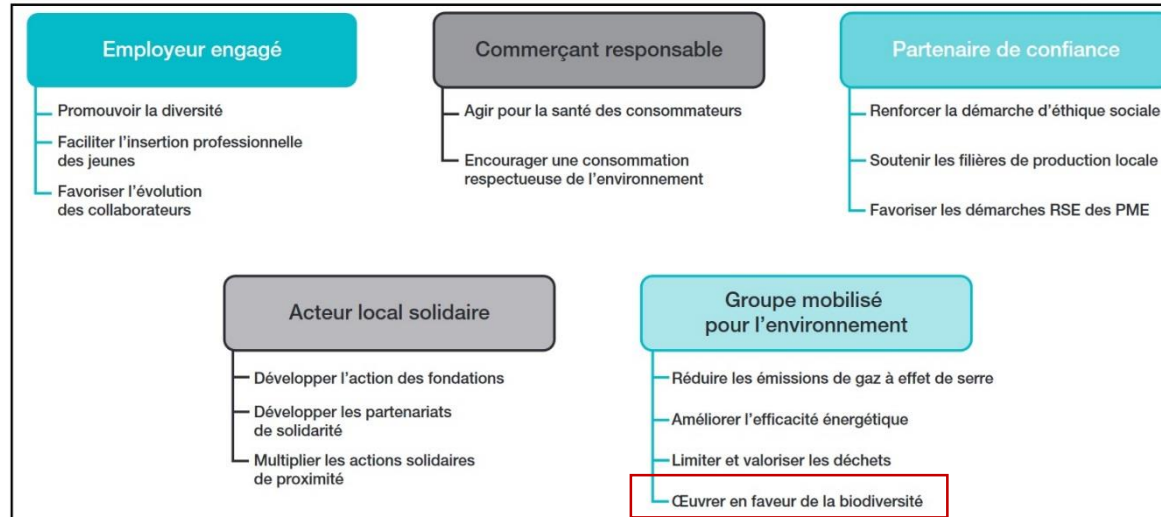 Employeur engagé
Promouvoir la diversité
Faciliter l'insertion professionnelle
des jeunes
Favoriser l'évolution
des collaborateurs
Commerçant responsable
Agir pour la santé des consommateurs
Encourager une consommation
respectueuse de l'environnement
Partenaire de confiance
Renforcer la démarche d'éthique sociale
Soutenir les filières de production locale
Favoriser les démarches RSE des PME
Acteur local solidaire
Développer l'action des fondations
Développer les partenariats
de solidarité
Multiplier les actions solidaires
de proximité
Groupe mobilisé
pour l'environnement
Réduire les émissions de gaz à effet de serre
Améliorer l'efficacité énergétique
Limiter et valoriser les déchets
Œuvrer en faveur de la biodiversité